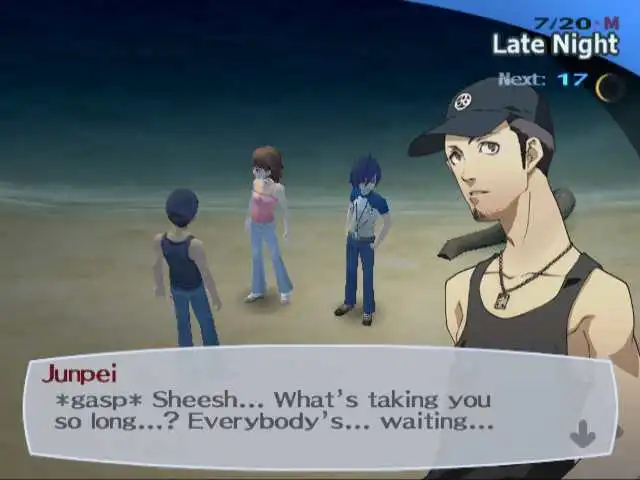 7/20・M
Late Night
Next: 17
Junpei
*gasp* Sheesh... What's taking you
so long...? Everybody's... waiting...